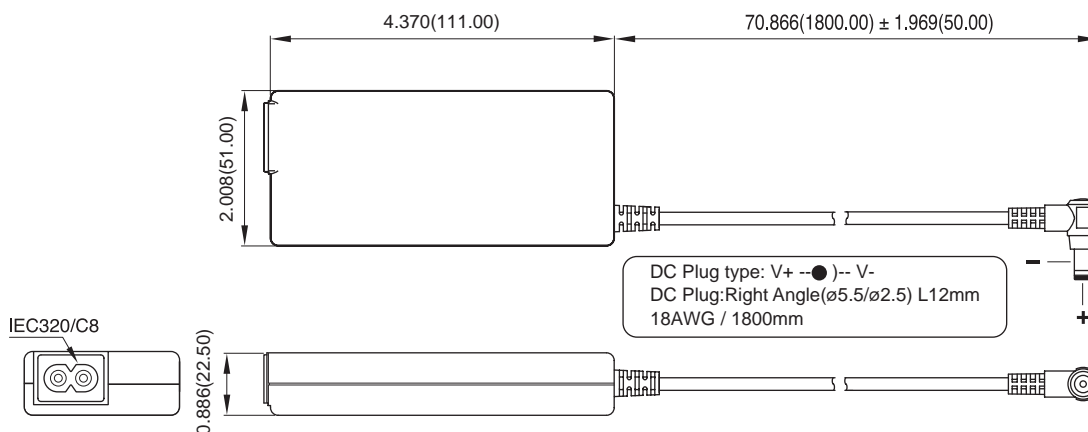 4.370(111.00)
70.866(1800.00) ± 1.969(50.00)
2.008(51.00)
-
DC Plug type: V+ --● )-- V-
DC Plug:Right Angle(ø5.5/ø2.5) L12mm
18AWG / 1800mm
+
IEC320/C8
0.886(22.50)